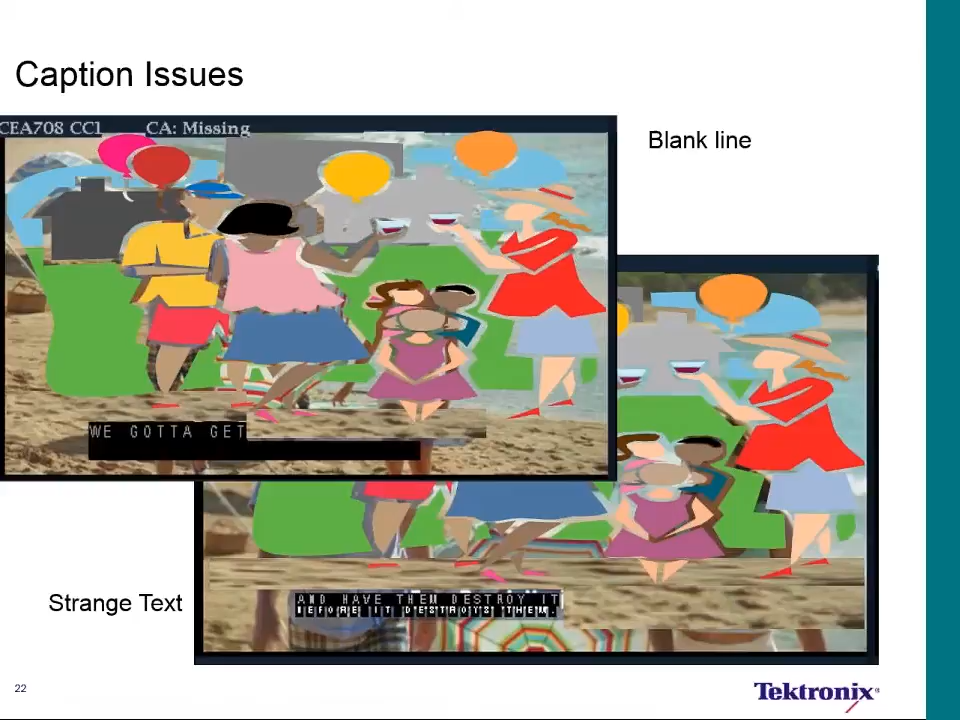 Caption Issues
CEA708 CC1 CA: Missing
Blank line
WE GOTTA GET
Strange Text
AND HAVE THEM DESTROY IT
BEFORE IT DESTROYS THEM.
22
Tektronix